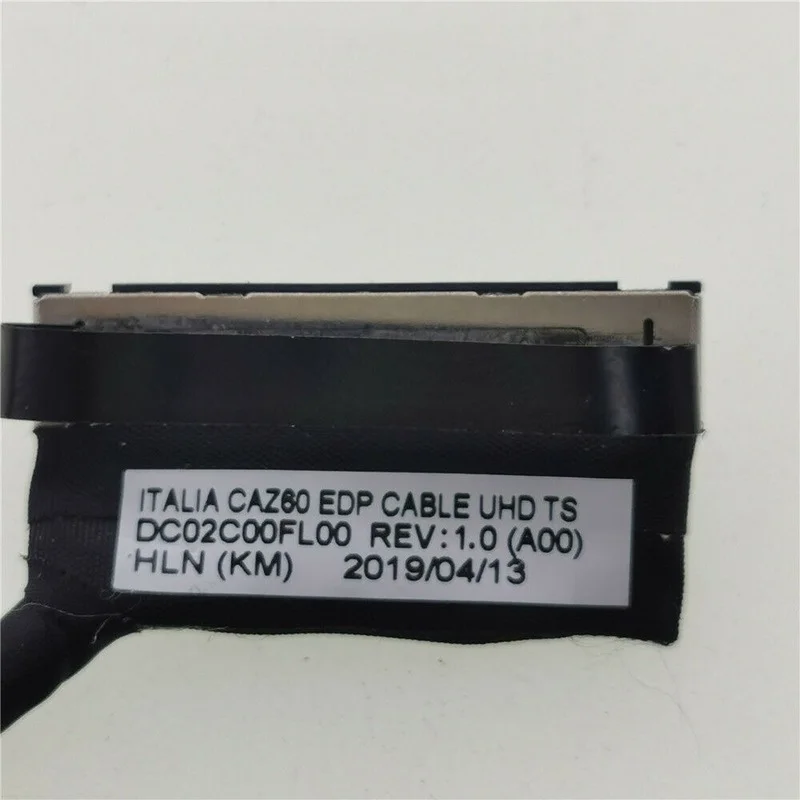 ITALIA CAZ60 EDP CABLE UHD TS
DC02C00FL00 REV:1.0 (A00)
HLN (KM) 2019/04/13